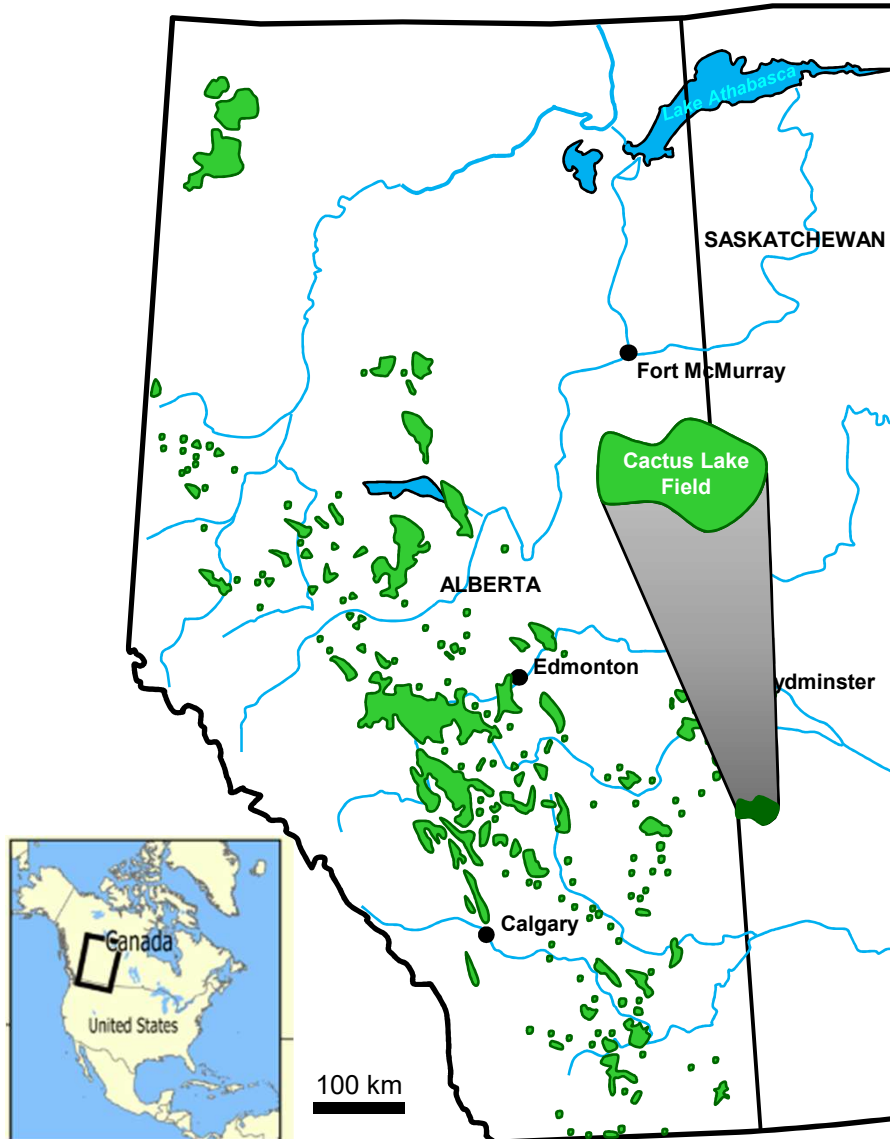 Lake Athabasca
SASKATCHEWAN
Fort McMurray
Cactus Lake
Field
ALBERTA
Edmonton
ydminster
Calgary
Canada
United States
100 km